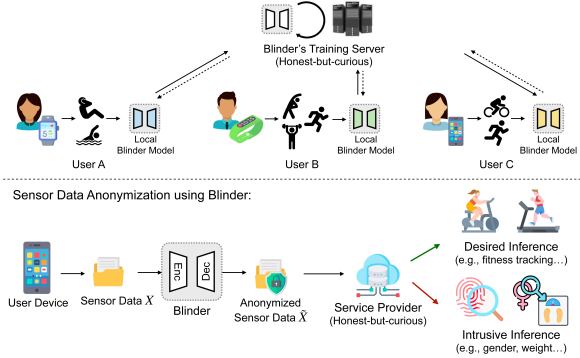 Blinder's Training Server
(Honest-but-curious)
5
Local
Blinder Model
User A
Local
Blinder Model
User B
Local
Blinder Model
User C
Sensor Data Anonymization using Blinder:
User Device
Sensor Data X
Enc
Dec
Blinder
Anonymized
Sensor Data X̃
Service Provider
(Honest-but-curious)
Desired Inference
(e.g., fitness tracking…)
Intrusive Inference
(e.g., gender, weight…)